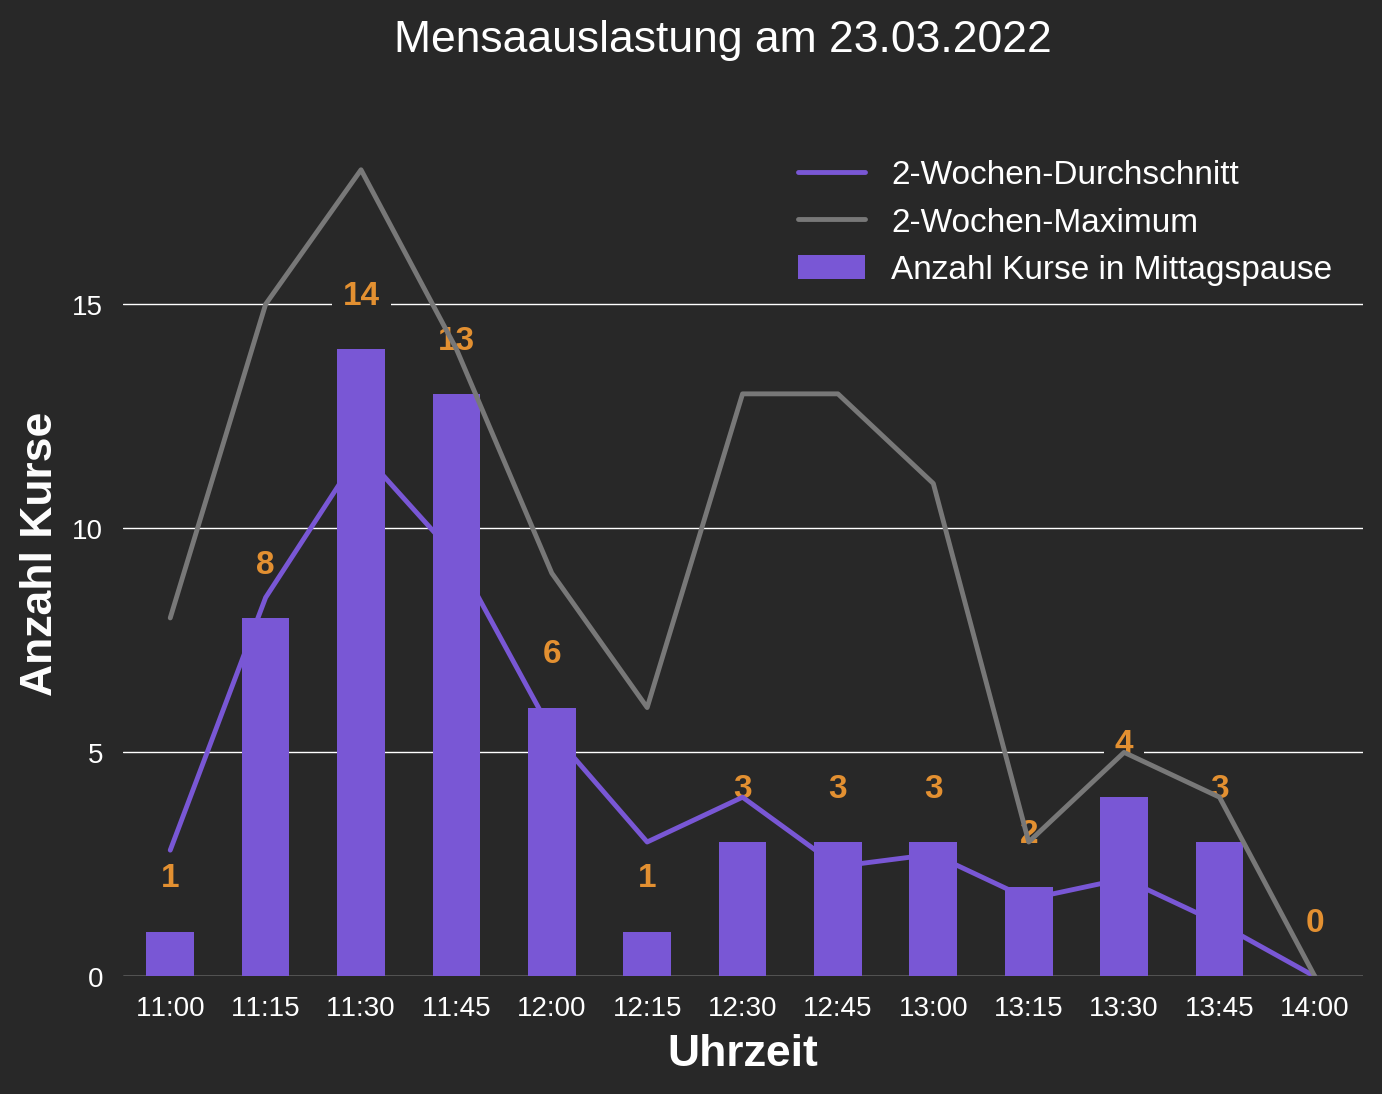 Mensaauslastung am 23.03.2022
2-Wochen-Durchschnitt
2-Wochen-Maximum
Anzahl Kurse in Mittagspause
Anzahl Kurse
15
10
5
0
1
8
14
13
6
1
3
3
3
2
4
3
0
11:00 11:15 11:30 11:45 12:00 12:15 12:30 12:45 13:00 13:15 13:30 13:45 14:00
Uhrzeit